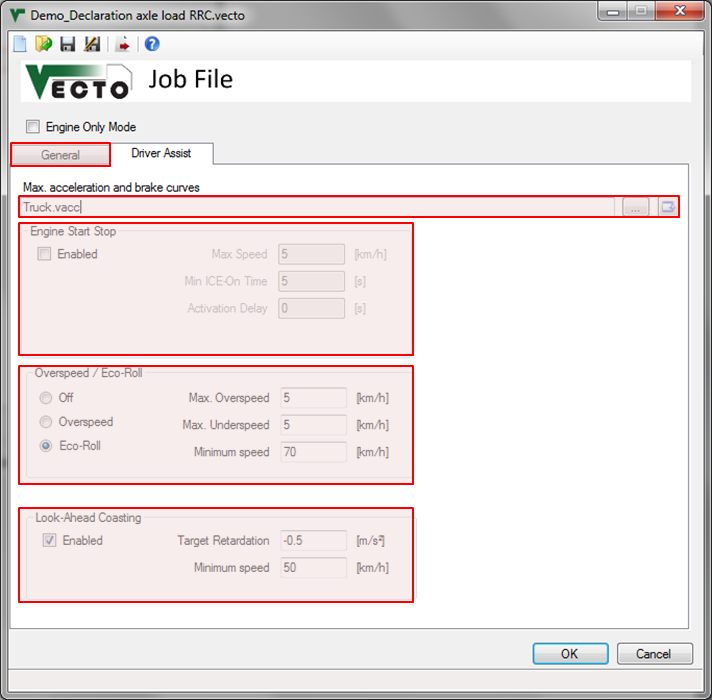 Demo_Declaration axle load RRC.vecto
VECTO Job File
Engine Only Mode
General Driver Assist
Max. acceleration and brake curves
Truck.vacc ...
Engine Start Stop
Enabled Max Speed 5 [km/h]
Min ICE-On Time 5 [s]
Activation Delay 0 [s]
Overspeed / Eco-Roll
Off Max. Overspeed 5 [km/h]
Overspeed Max. Underspeed 5 [km/h]
Eco-Roll Minimum speed 70 [km/h]
Look-Ahead Coasting
Enabled Target Retardation -0.5 [m/s²]
Minimum speed 50 [km/h]
OK Cancel